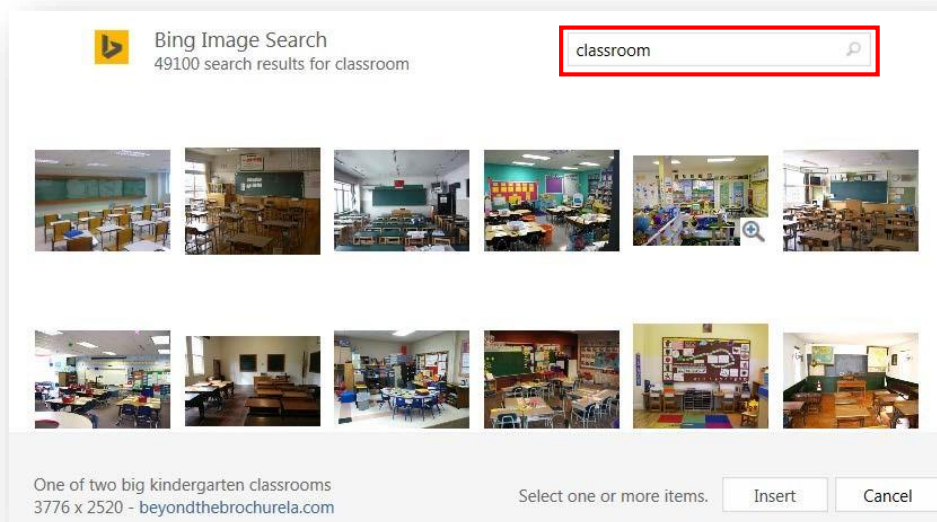 Bing Image Search
49100 search results for classroom
classroom
One of two big kindergarten classrooms
3776 x 2520 - beyondthebrochurela.com
Select one or more items.
Insert
Cancel